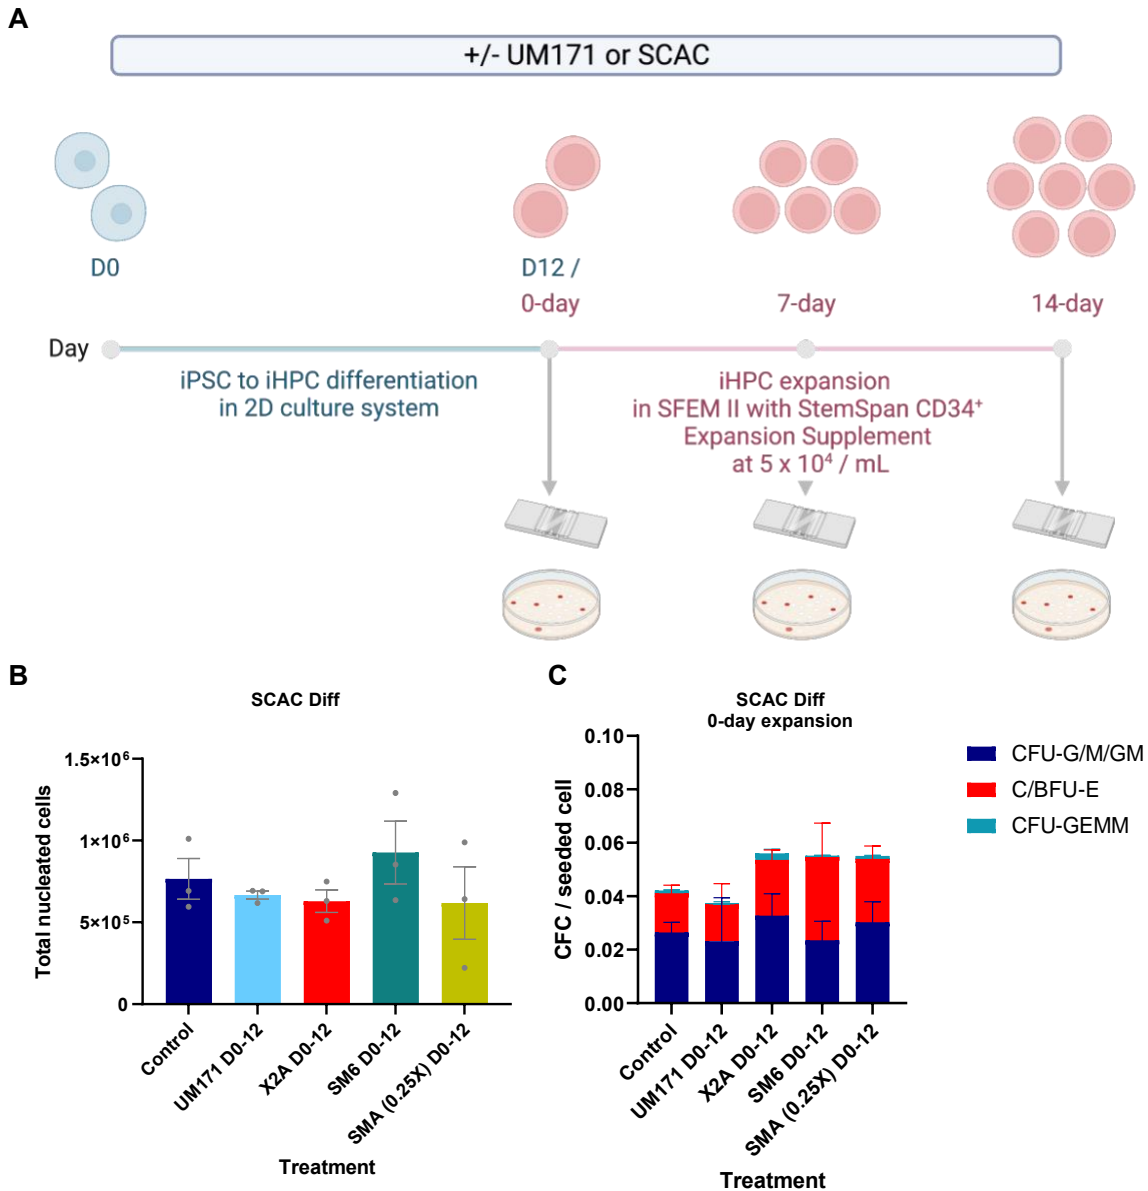 A
+/- UM171 or SCAC
D0
D12 /
0-day
7-day
14-day
Day
iPSC to iHPC differentiation
in 2D culture system
iHPC expansion
in SFEM II with StemSpan CD34⁺
Expansion Supplement
at 5 x 10⁴ / mL
B
SCAC Diff
Total nucleated cells
1.5×10⁶
1×10⁶
5×10⁵
0
Control
UM171 D0-12
X2A D0-12
SM6 D0-12
SMA (0.25X) D0-12
Treatment
C
SCAC Diff
0-day expansion
CFC / seeded cell
0.10
0.08
0.06
0.04
0.02
0.00
Control
UM171 D0-12
X2A D0-12
SM6 D0-12
SMA (0.25X) D0-12
Treatment
CFU-G/M/GM
C/BFU-E
CFU-GEMM